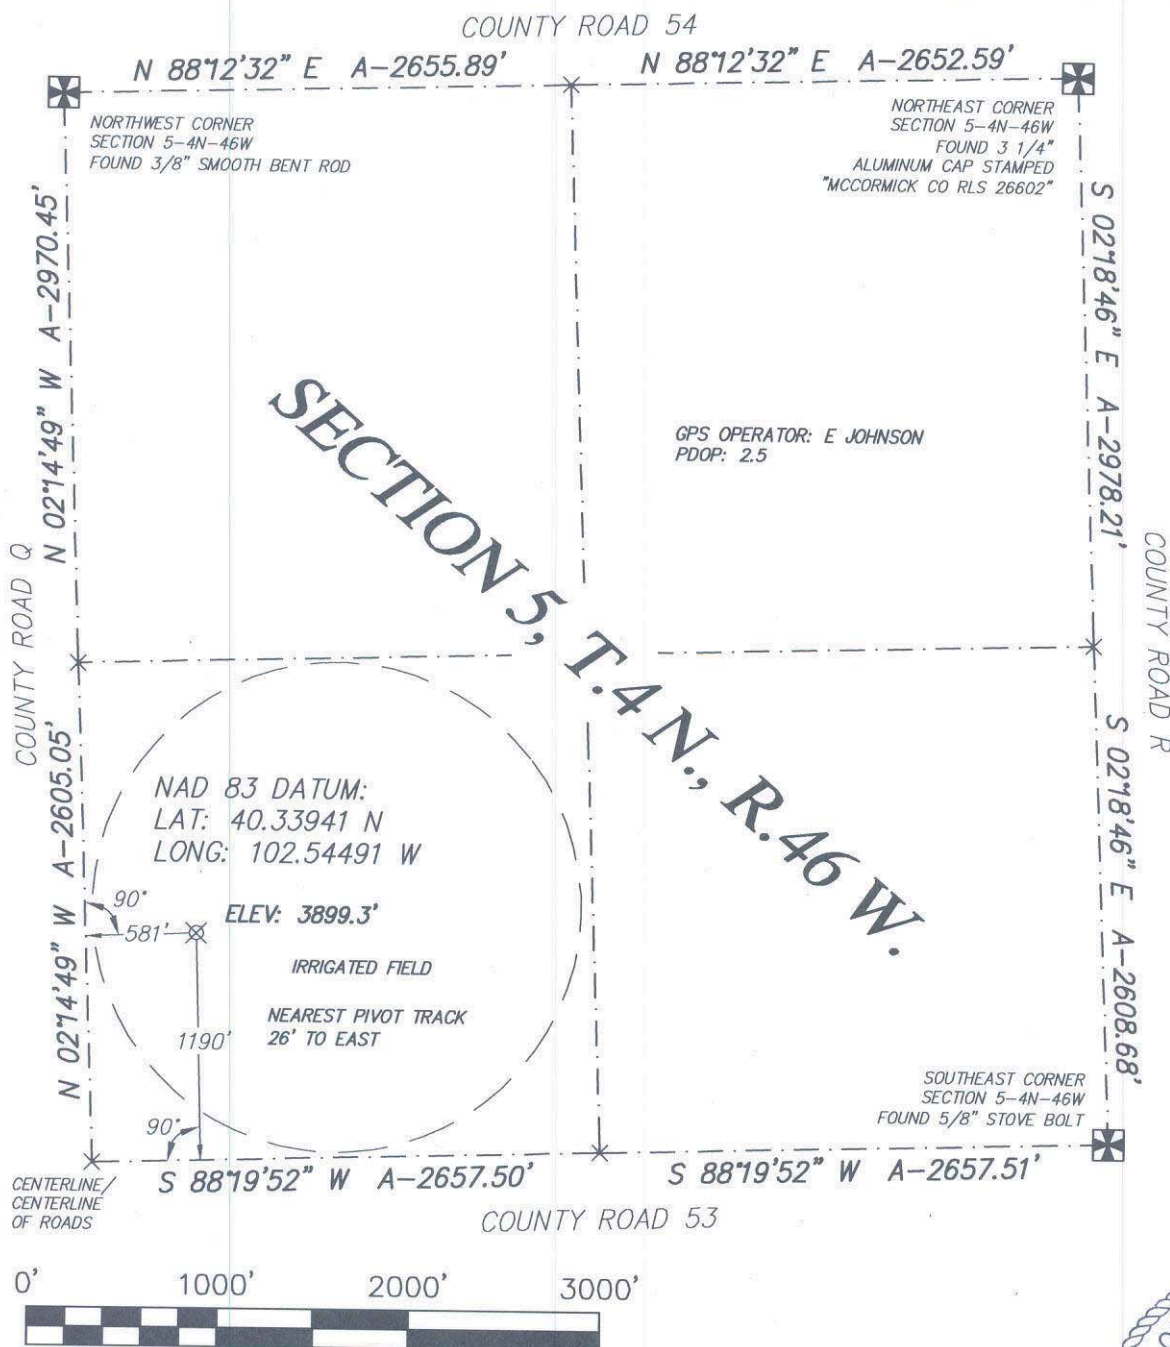 COUNTY ROAD 54
N 88°12'32" E A-2655.89'
N 88°12'32" E A-2652.59'
NORTHWEST CORNER
SECTION 5-4N-46W
FOUND 3/8" SMOOTH BENT ROD
NORTHEAST CORNER
SECTION 5-4N-46W
FOUND 3 1/4"
ALUMINUM CAP STAMPED
"MCCORMICK CO RLS 26602"
N 02°14'49" W A-2970.45'
S 02°18'46" E A-2978.21'
GPS OPERATOR: E JOHNSON
PDOP: 2.5
SECTION 5, T.4 N., R.46 W.
COUNTY ROAD Q
COUNTY ROAD R
N 02°14'49" W A-2605.05'
S 02°18'46" E A-2608.68'
NAD 83 DATUM:
LAT: 40.33941 N
LONG: 102.54491 W
90°
ELEV: 3899.3'
581'
IRRIGATED FIELD
NEAREST PIVOT TRACK
26' TO EAST
1190'
90°
SOUTHEAST CORNER
SECTION 5-4N-46W
FOUND 5/8" STOVE BOLT
CENTERLINE/
CENTERLINE
OF ROADS
S 88°19'52" W A-2657.50'
S 88°19'52" W A-2657.51'
COUNTY ROAD 53
0' 1000' 2000' 3000'